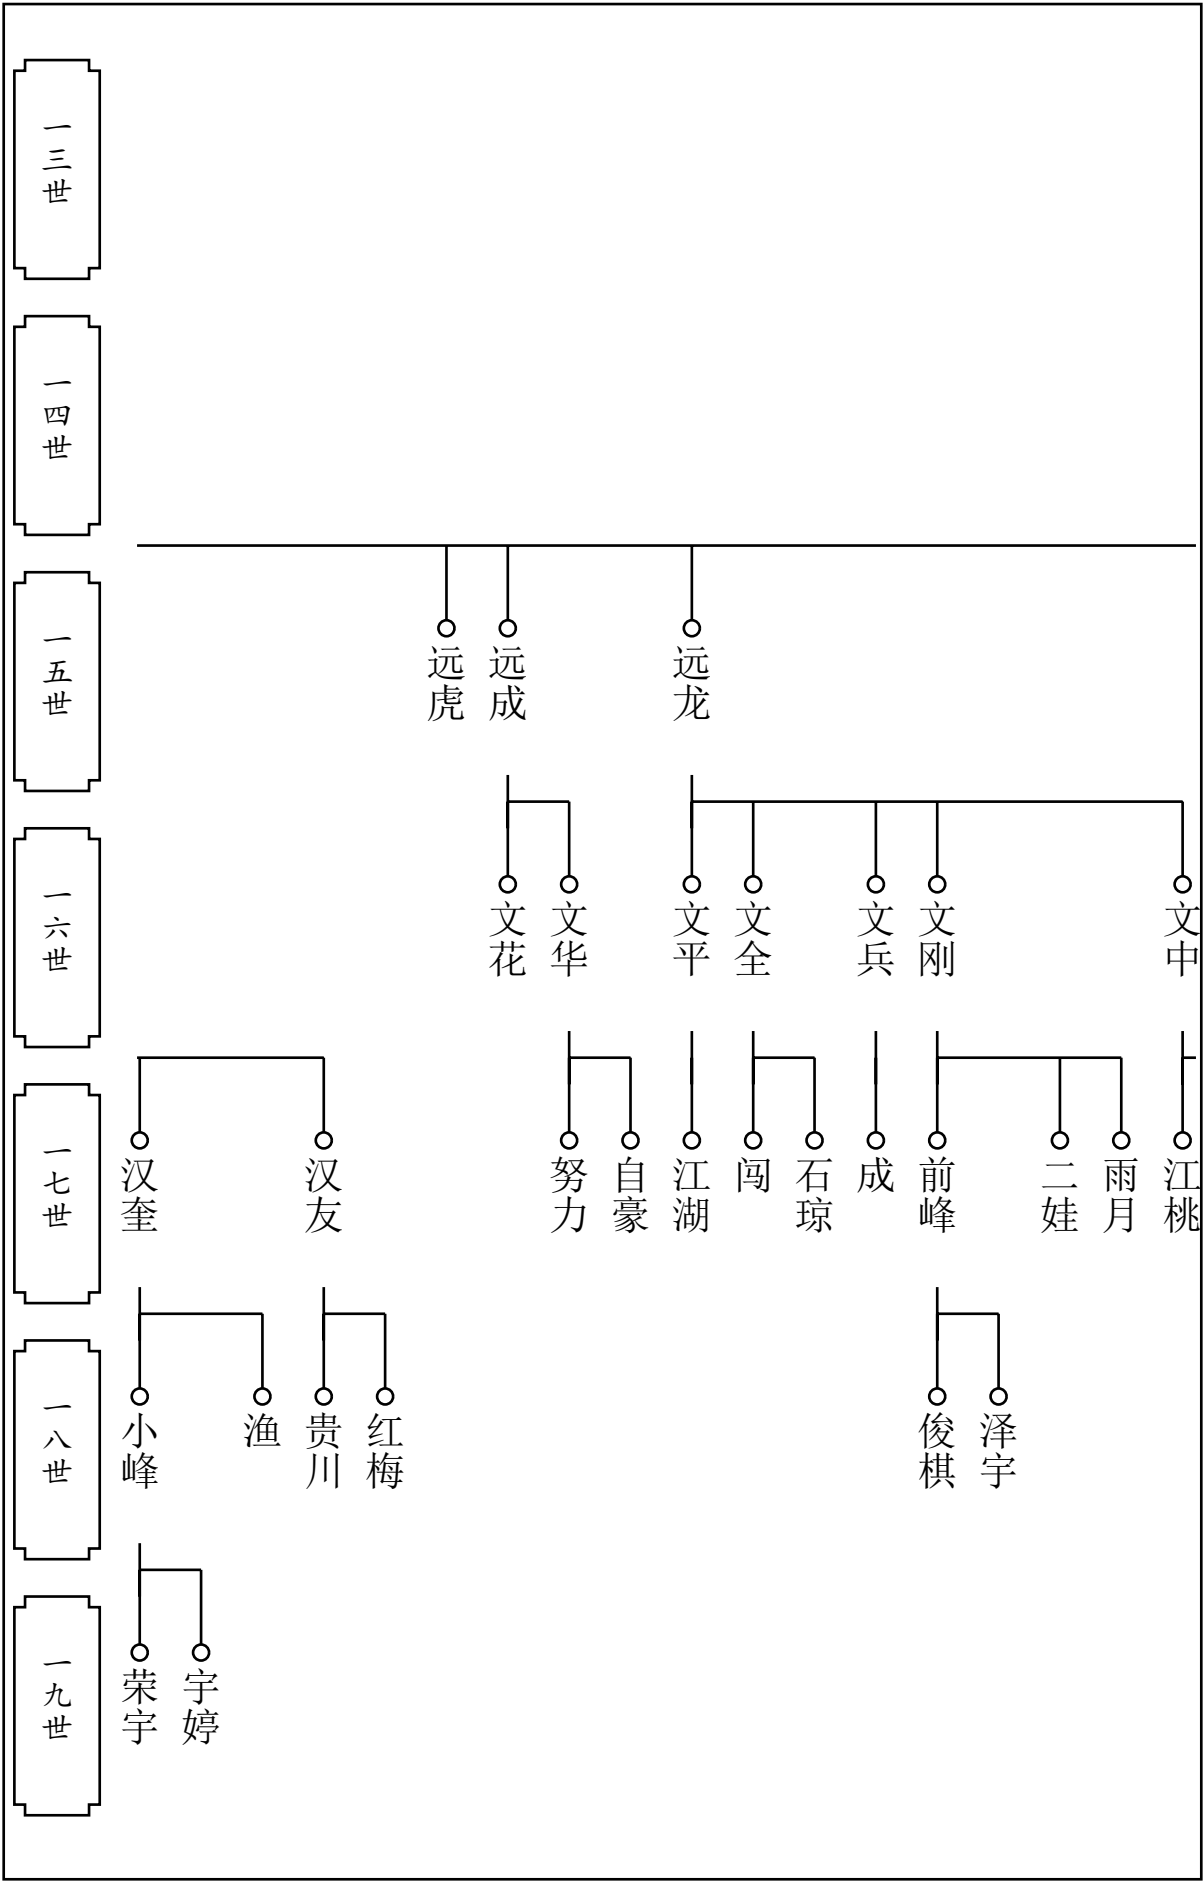 一三世
一四世
一五世
远虎
远成
远龙
一六世
文花
文华
文平
文全
文兵
文刚
文中
一七世
汉奎
汉友
努力
自豪
江湖
闯
石琼
成
前峰
二娃
雨月
江桃
一八世
小峰
渔
贵川
红梅
俊棋
泽宇
一九世
荣宇
宇婷